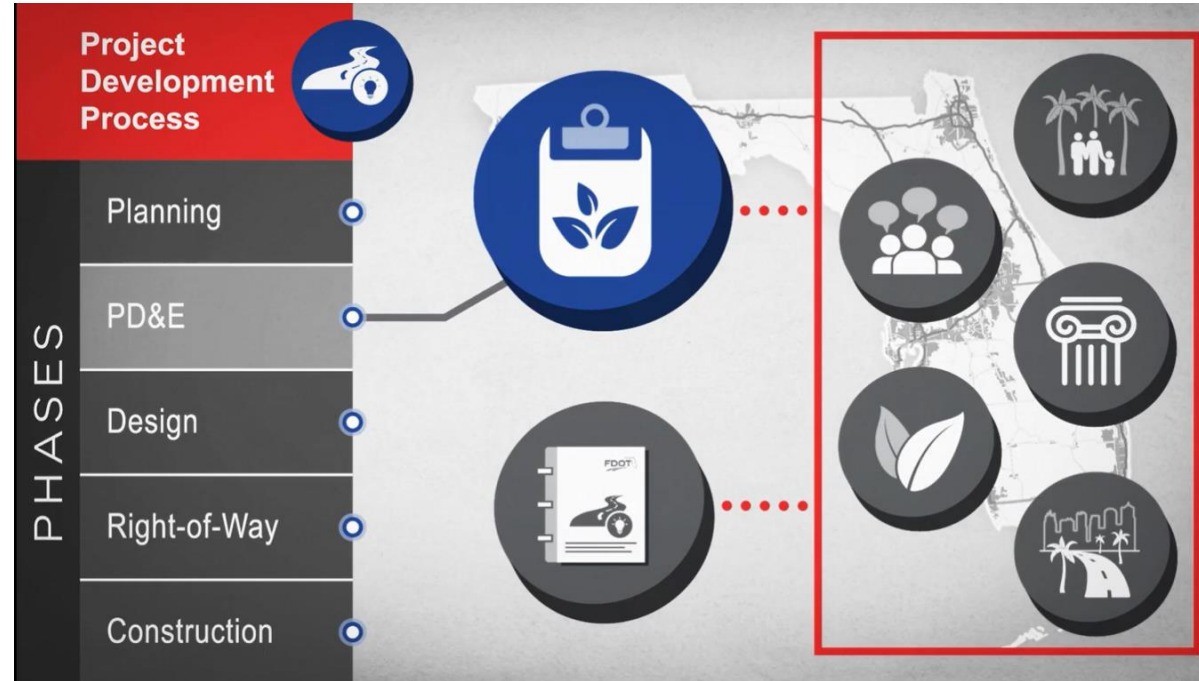 Project
Development
Process
PHASES
Planning
PD&E
Design
Right-of-Way
Construction
FDOT